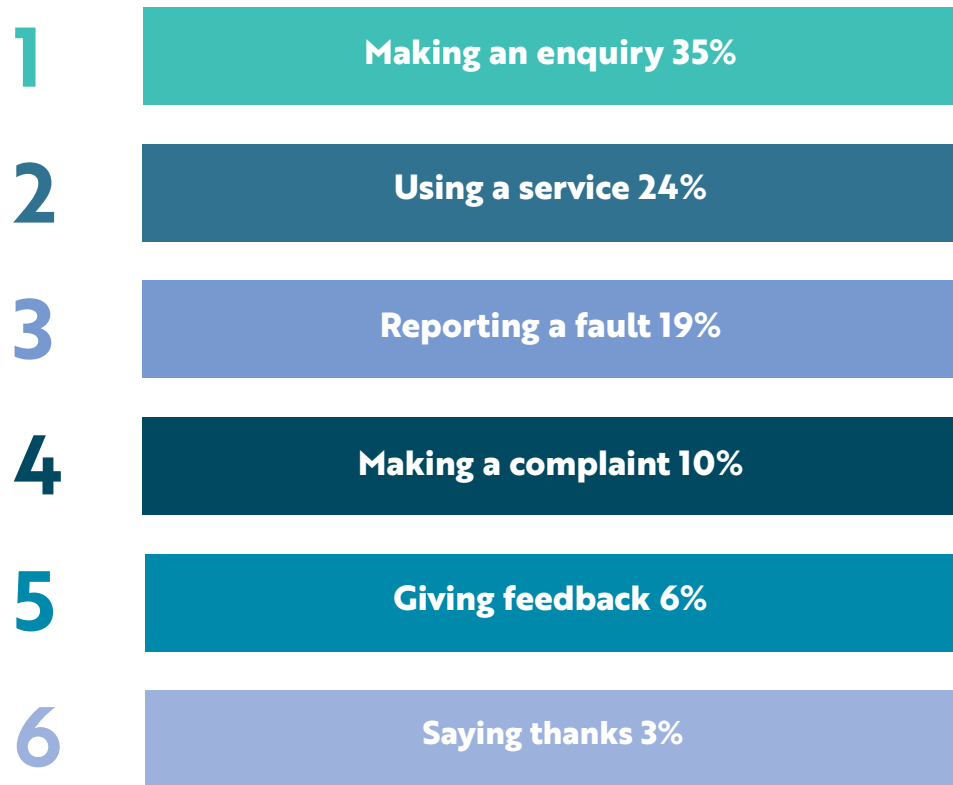 1 Making an enquiry 35%
2 Using a service 24%
3 Reporting a fault 19%
4 Making a complaint 10%
5 Giving feedback 6%
6 Saying thanks 3%